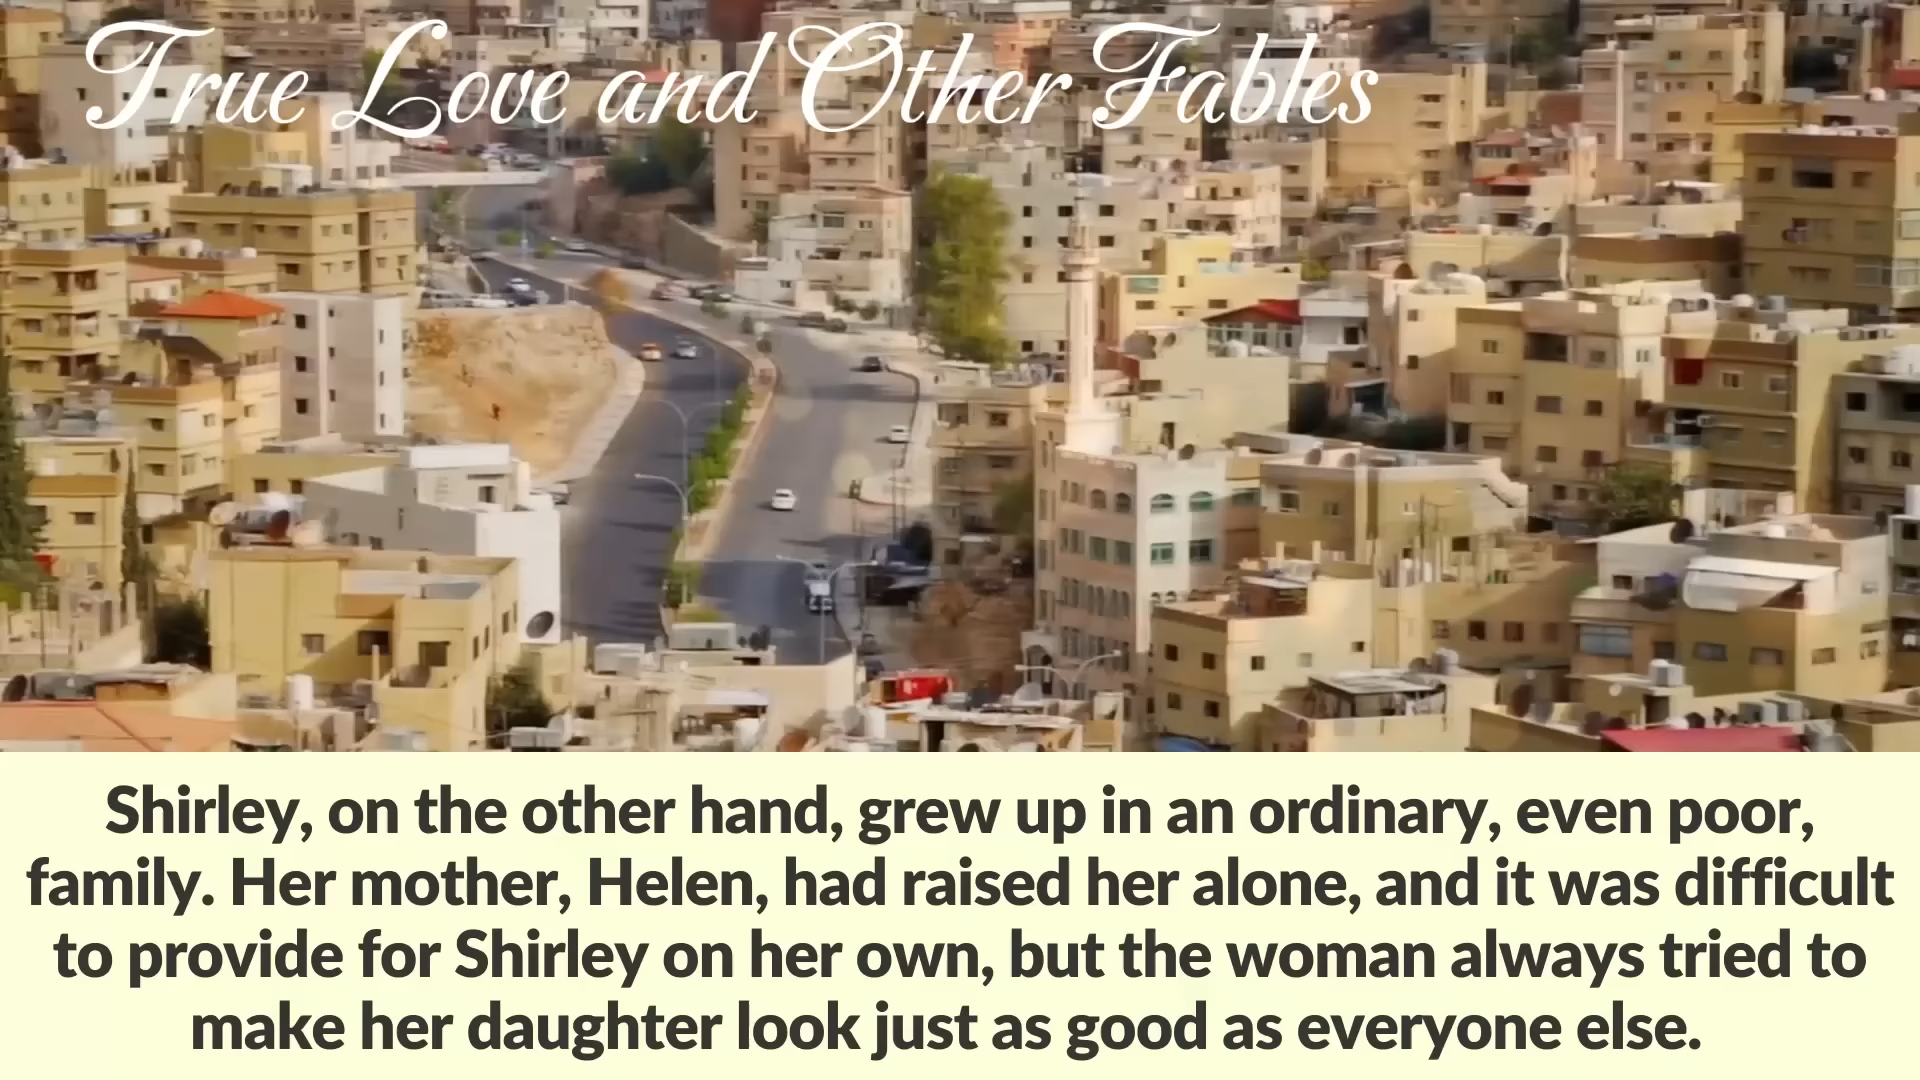 True Love and Other Fables
Shirley, on the other hand, grew up in an ordinary, even poor,
family. Her mother, Helen, had raised her alone, and it was difficult
to provide for Shirley on her own, but the woman always tried to
make her daughter look just as good as everyone else.